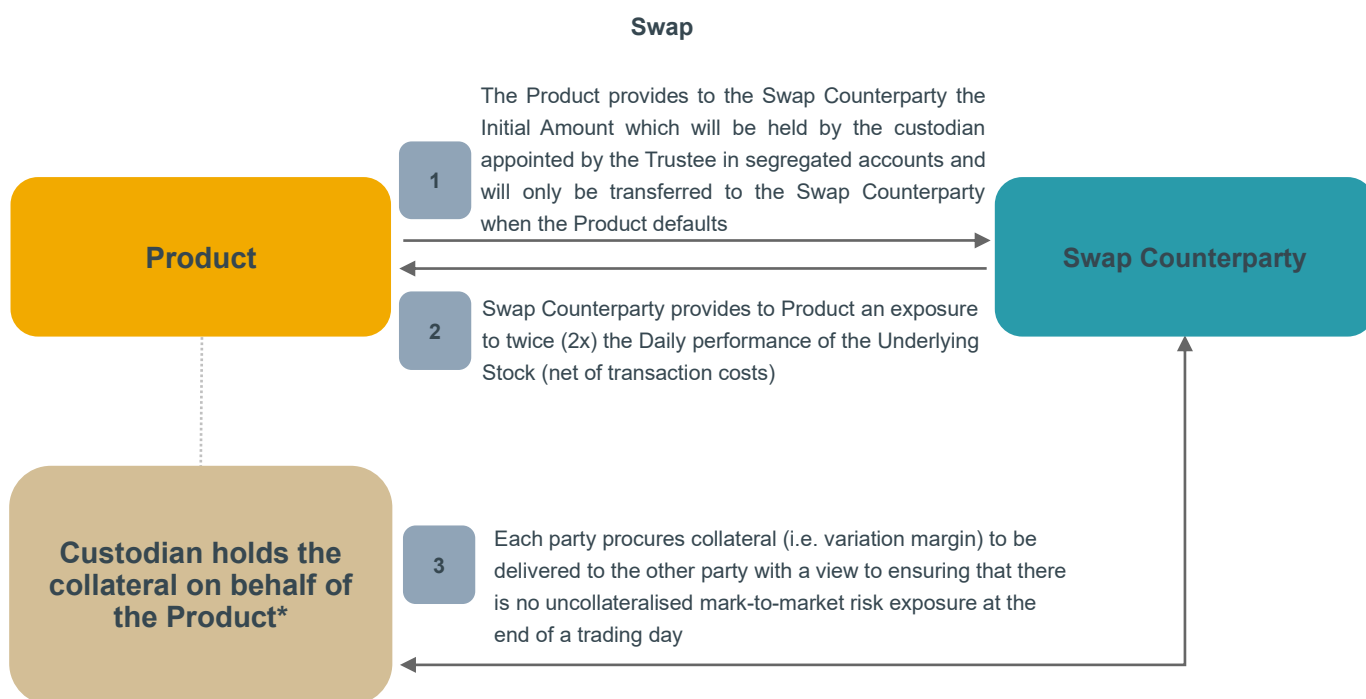 Swap
The Product provides to the Swap Counterparty the
Initial Amount which will be held by the custodian
appointed by the Trustee in segregated accounts and
will only be transferred to the Swap Counterparty
when the Product defaults
1
Product
Swap Counterparty
2
Swap Counterparty provides to Product an exposure
to twice (2x) the Daily performance of the Underlying
Stock (net of transaction costs)
Custodian holds the
collateral on behalf of
the Product*
3
Each party procures collateral (i.e. variation margin) to be
delivered to the other party with a view to ensuring that there
is no uncollateralised mark-to-market risk exposure at the
end of a trading day